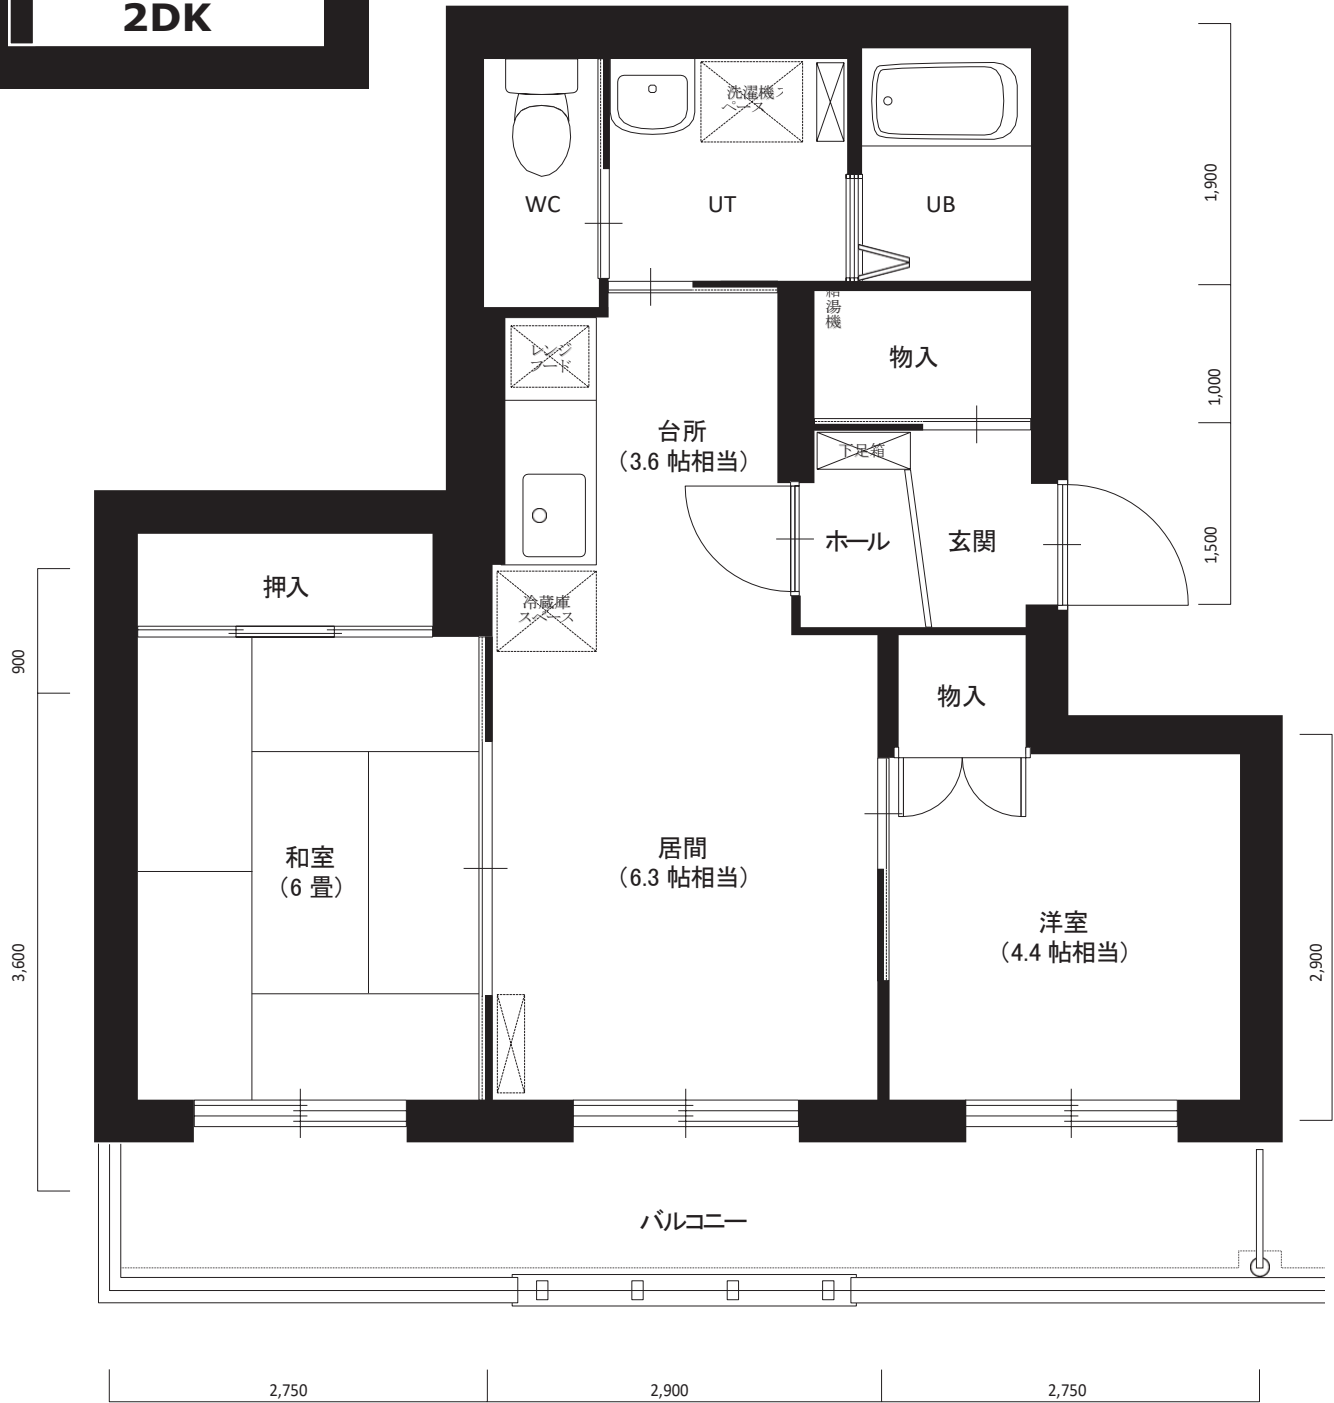 2DK
洗濯機ス
ペース
WC
UT
UB
1,900
給
湯
機
レンジ
フード
物入
1,000
台所
（3.6 帖相当）
下足箱
ホール
玄関
1,500
押入
冷蔵庫
スペース
900
物入
和室
（6 畳）
居間
（6.3 帖相当）
洋室
（4.4 帖相当）
3,600
2,900
バルコニー
2,750
2,900
2,750